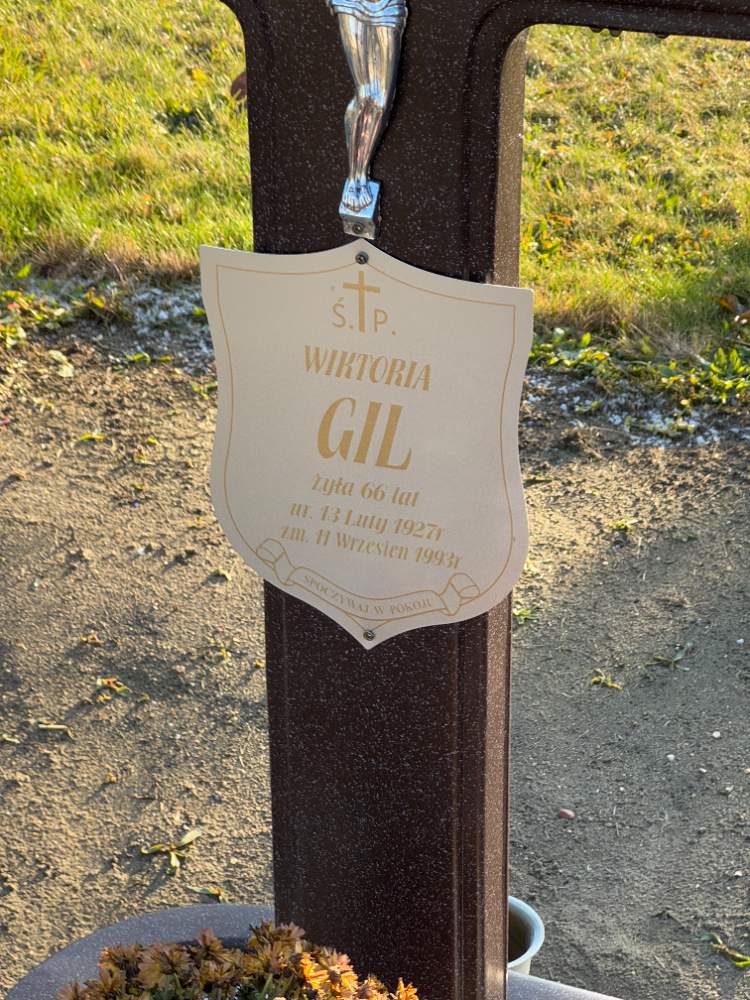 Ś. P.
WIKTORIA
GIL
żyła 66 lat
ur. 13 Luty 1927r
zm. 11 Wrzesień 1993r
SPOCZYWAJ W POKOJU